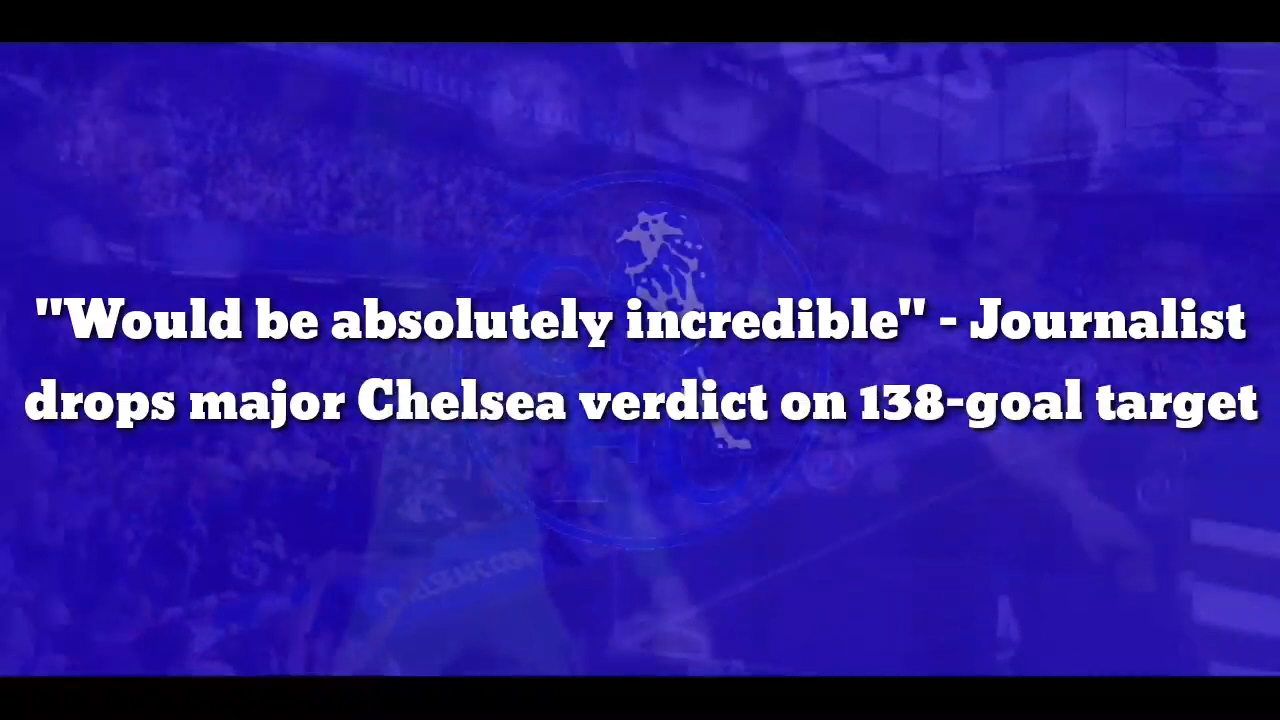 "Would be absolutely incredible" - Journalist
drops major Chelsea verdict on 138-goal target